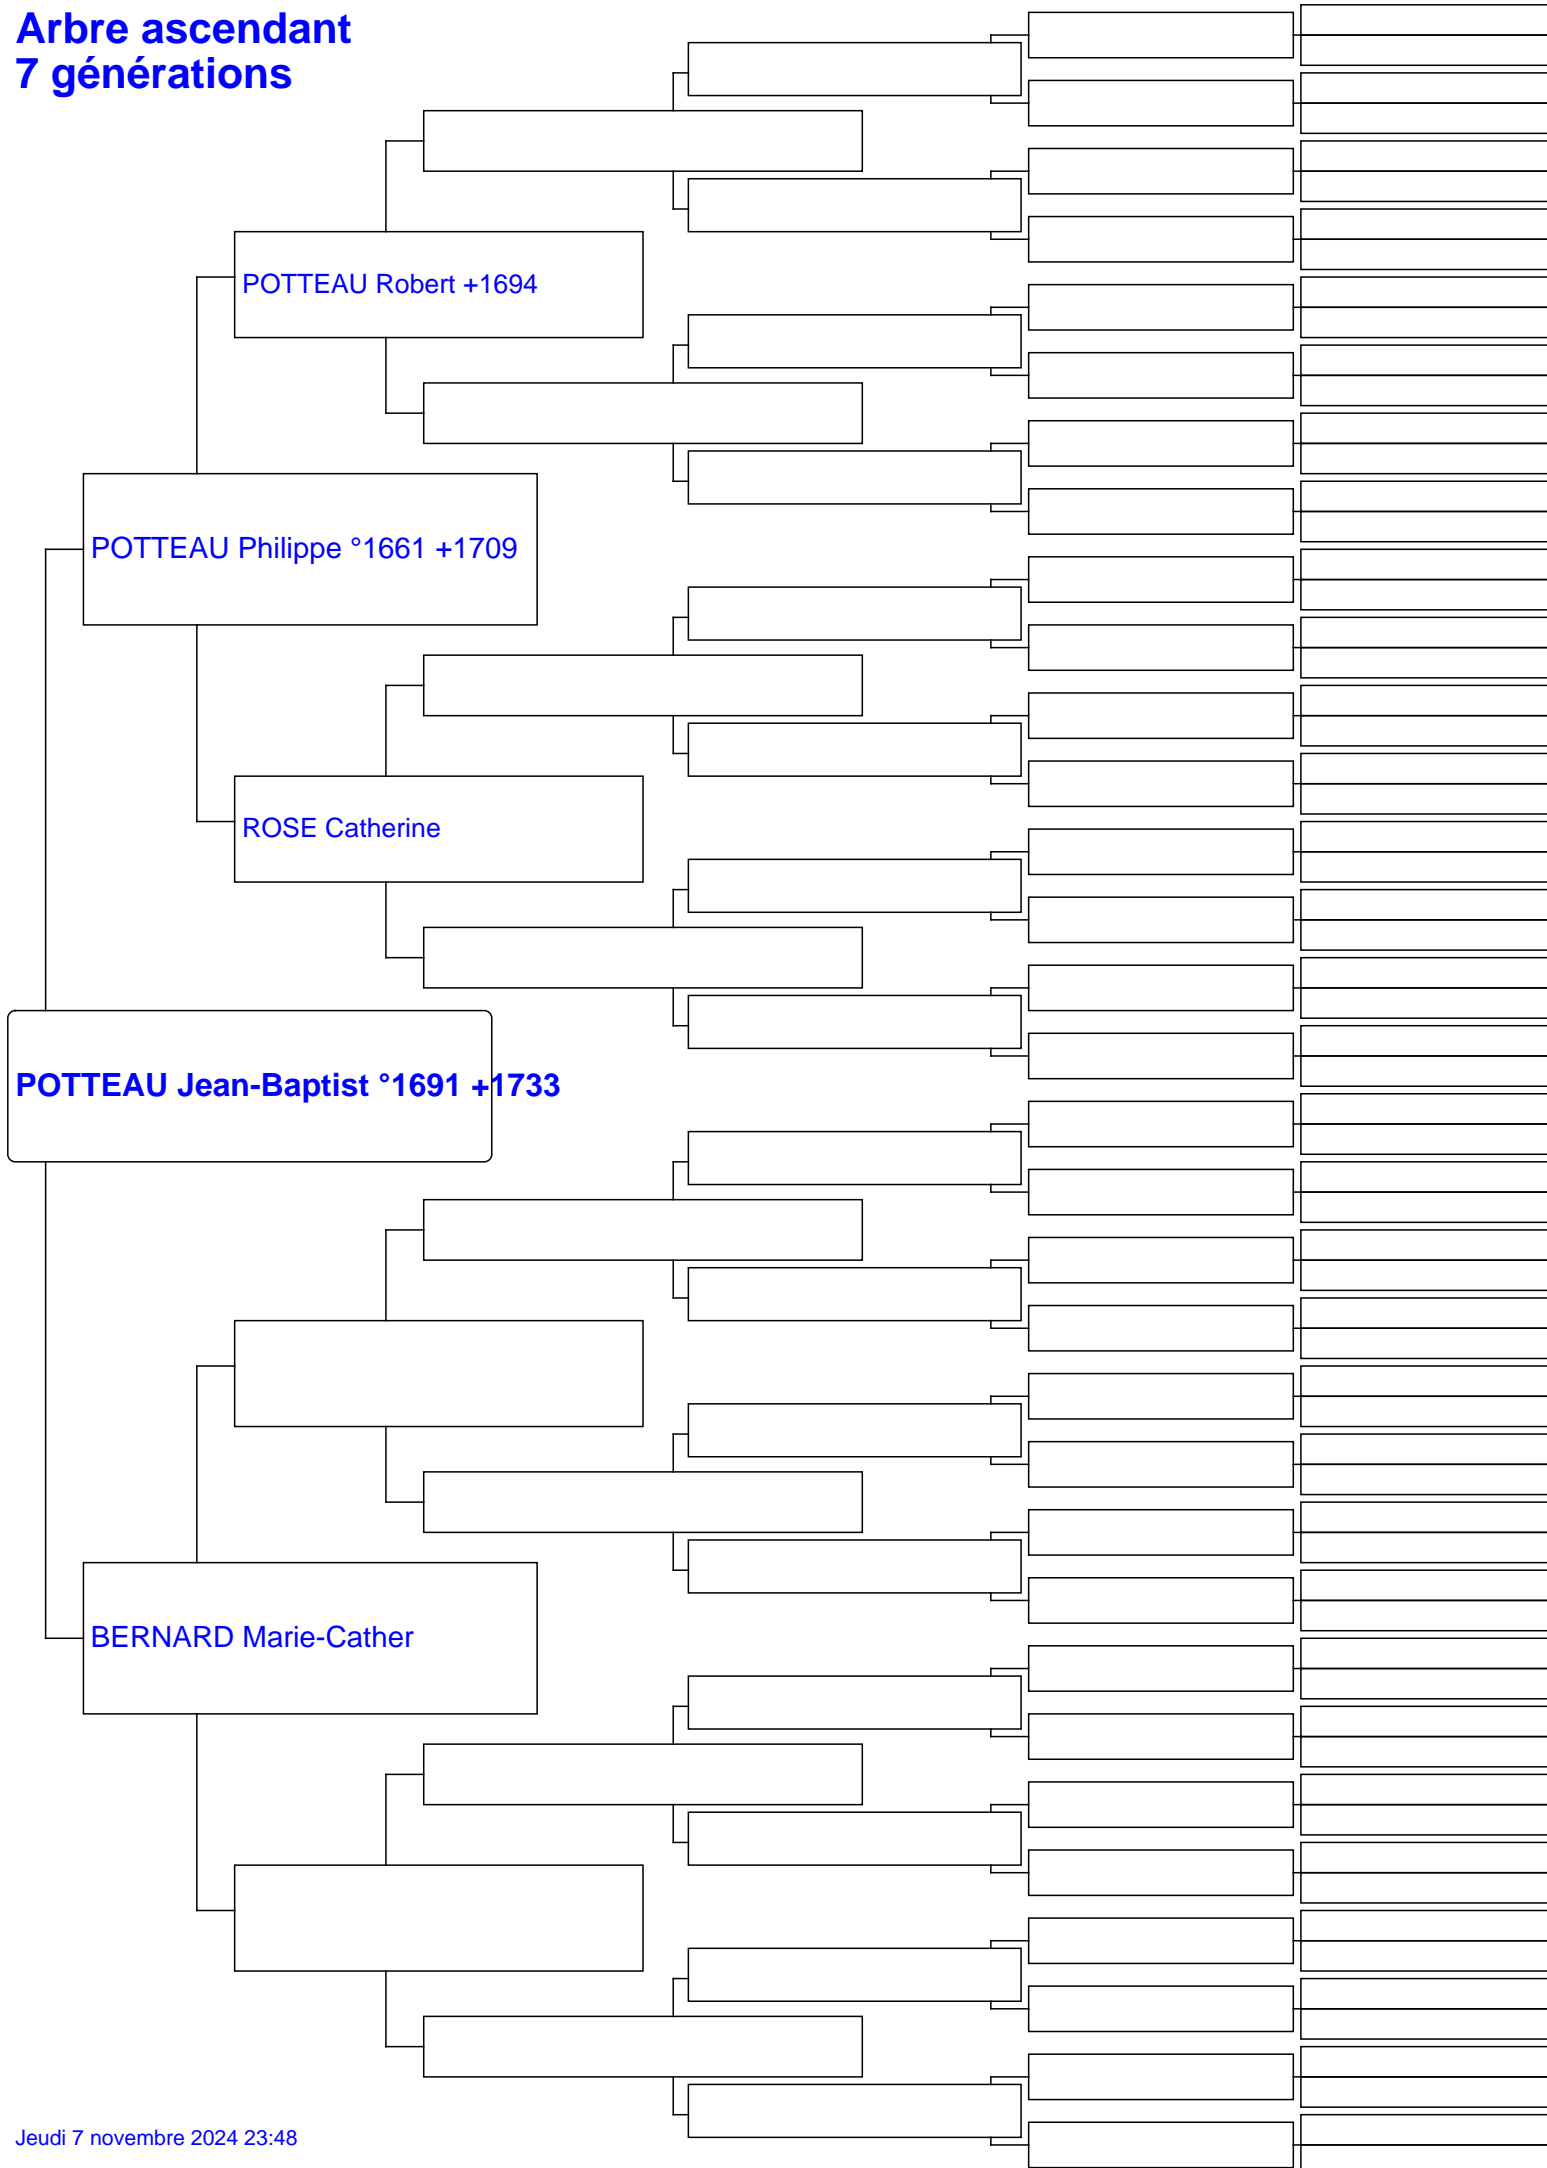 Arbre ascendant
7 générations
POTTEAU Robert +1694
POTTEAU Philippe °1661 +1709
ROSE Catherine
POTTEAU Jean-Baptist °1691 +1733
BERNARD Marie-Cather
Jeudi 7 novembre 2024 23:48